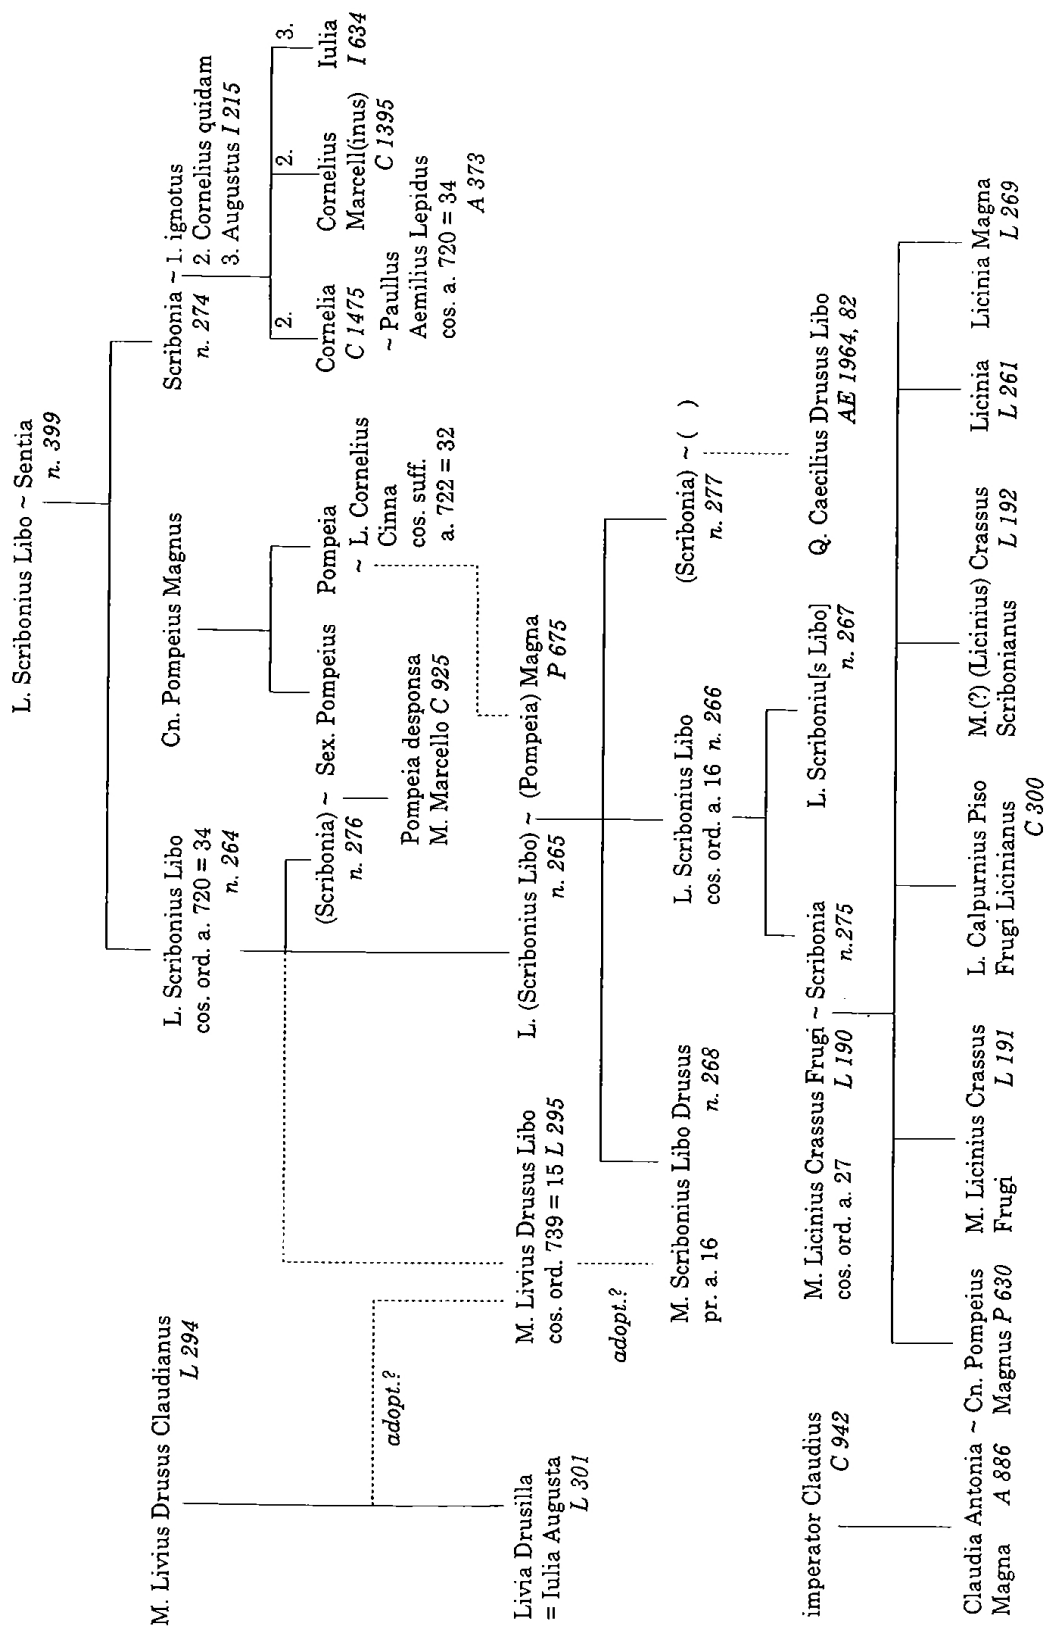 L. Scribonius Libo ~ Sentia
n. 399
M. Livius Drusus Claudianus
L 294
L. Scribonius Libo
cos. ord. a. 720 = 34
n. 264
Cn. Pompeius Magnus
Scribonia ~ 1. ignotus
n. 274 2. Cornelius quidam
3. Augustus I 215
adopt.?
(Scribonia) ~ Sex. Pompeius
n. 276
Pompeia desponsa
M. Marcello C 925
Pompeia
~ L. Cornelius
Cinna
cos. suff.
a. 722 = 32
2.
2.
3.
Cornelia
C 1475
~ Paullus
Aemilius Lepidus
cos. a. 720 = 34
A 373
Cornelius
Marcell(inus)
C 1395
Iulia
I 634
Livia Drusilla
= Iulia Augusta
L 301
M. Livius Drusus Libo
cos. ord. 739 = 15 L 295
L. (Scribonius Libo) ~ (Pompeia) Magna
n. 265 P 675
adopt.?
M. Scribonius Libo Drusus
pr. a. 16 n. 268
L. Scribonius Libo
cos. ord. a. 16 n. 266
(Scribonia) ~ ( )
n. 277
imperator Claudius
C 942
M. Licinius Crassus Frugi ~ Scribonia
cos. ord. a. 27 L 190 n.275
L. Scriboniu[s Libo]
n. 267
Q. Caecilius Drusus Libo
AE 1964, 82
Claudia Antonia ~ Cn. Pompeius
Magna A 886 Magnus P 630
M. Licinius Crassus
Frugi L 191
L. Calpurnius Piso
Frugi Licinianus
C 300
M.(?) (Licinius) Crassus
Scribonianus L 192
Licinia
L 261
Licinia Magna
L 269